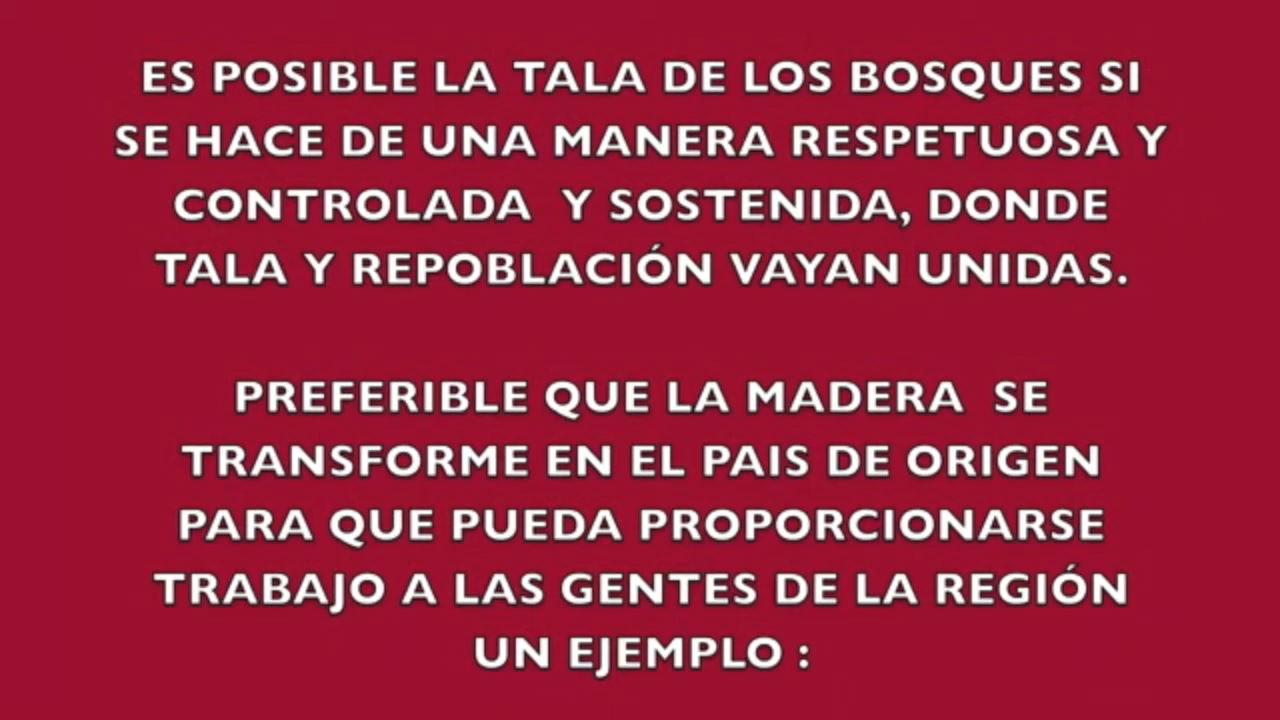 ES POSIBLE LA TALA DE LOS BOSQUES SI
SE HACE DE UNA MANERA RESPETUOSA Y
CONTROLADA  Y SOSTENIDA, DONDE
TALA Y REPOBLACIÓN VAYAN UNIDAS.
PREFERIBLE QUE LA MADERA  SE
TRANSFORME EN EL PAIS DE ORIGEN
PARA QUE PUEDA PROPORCIONARSE
TRABAJO A LAS GENTES DE LA REGIÓN
UN EJEMPLO :